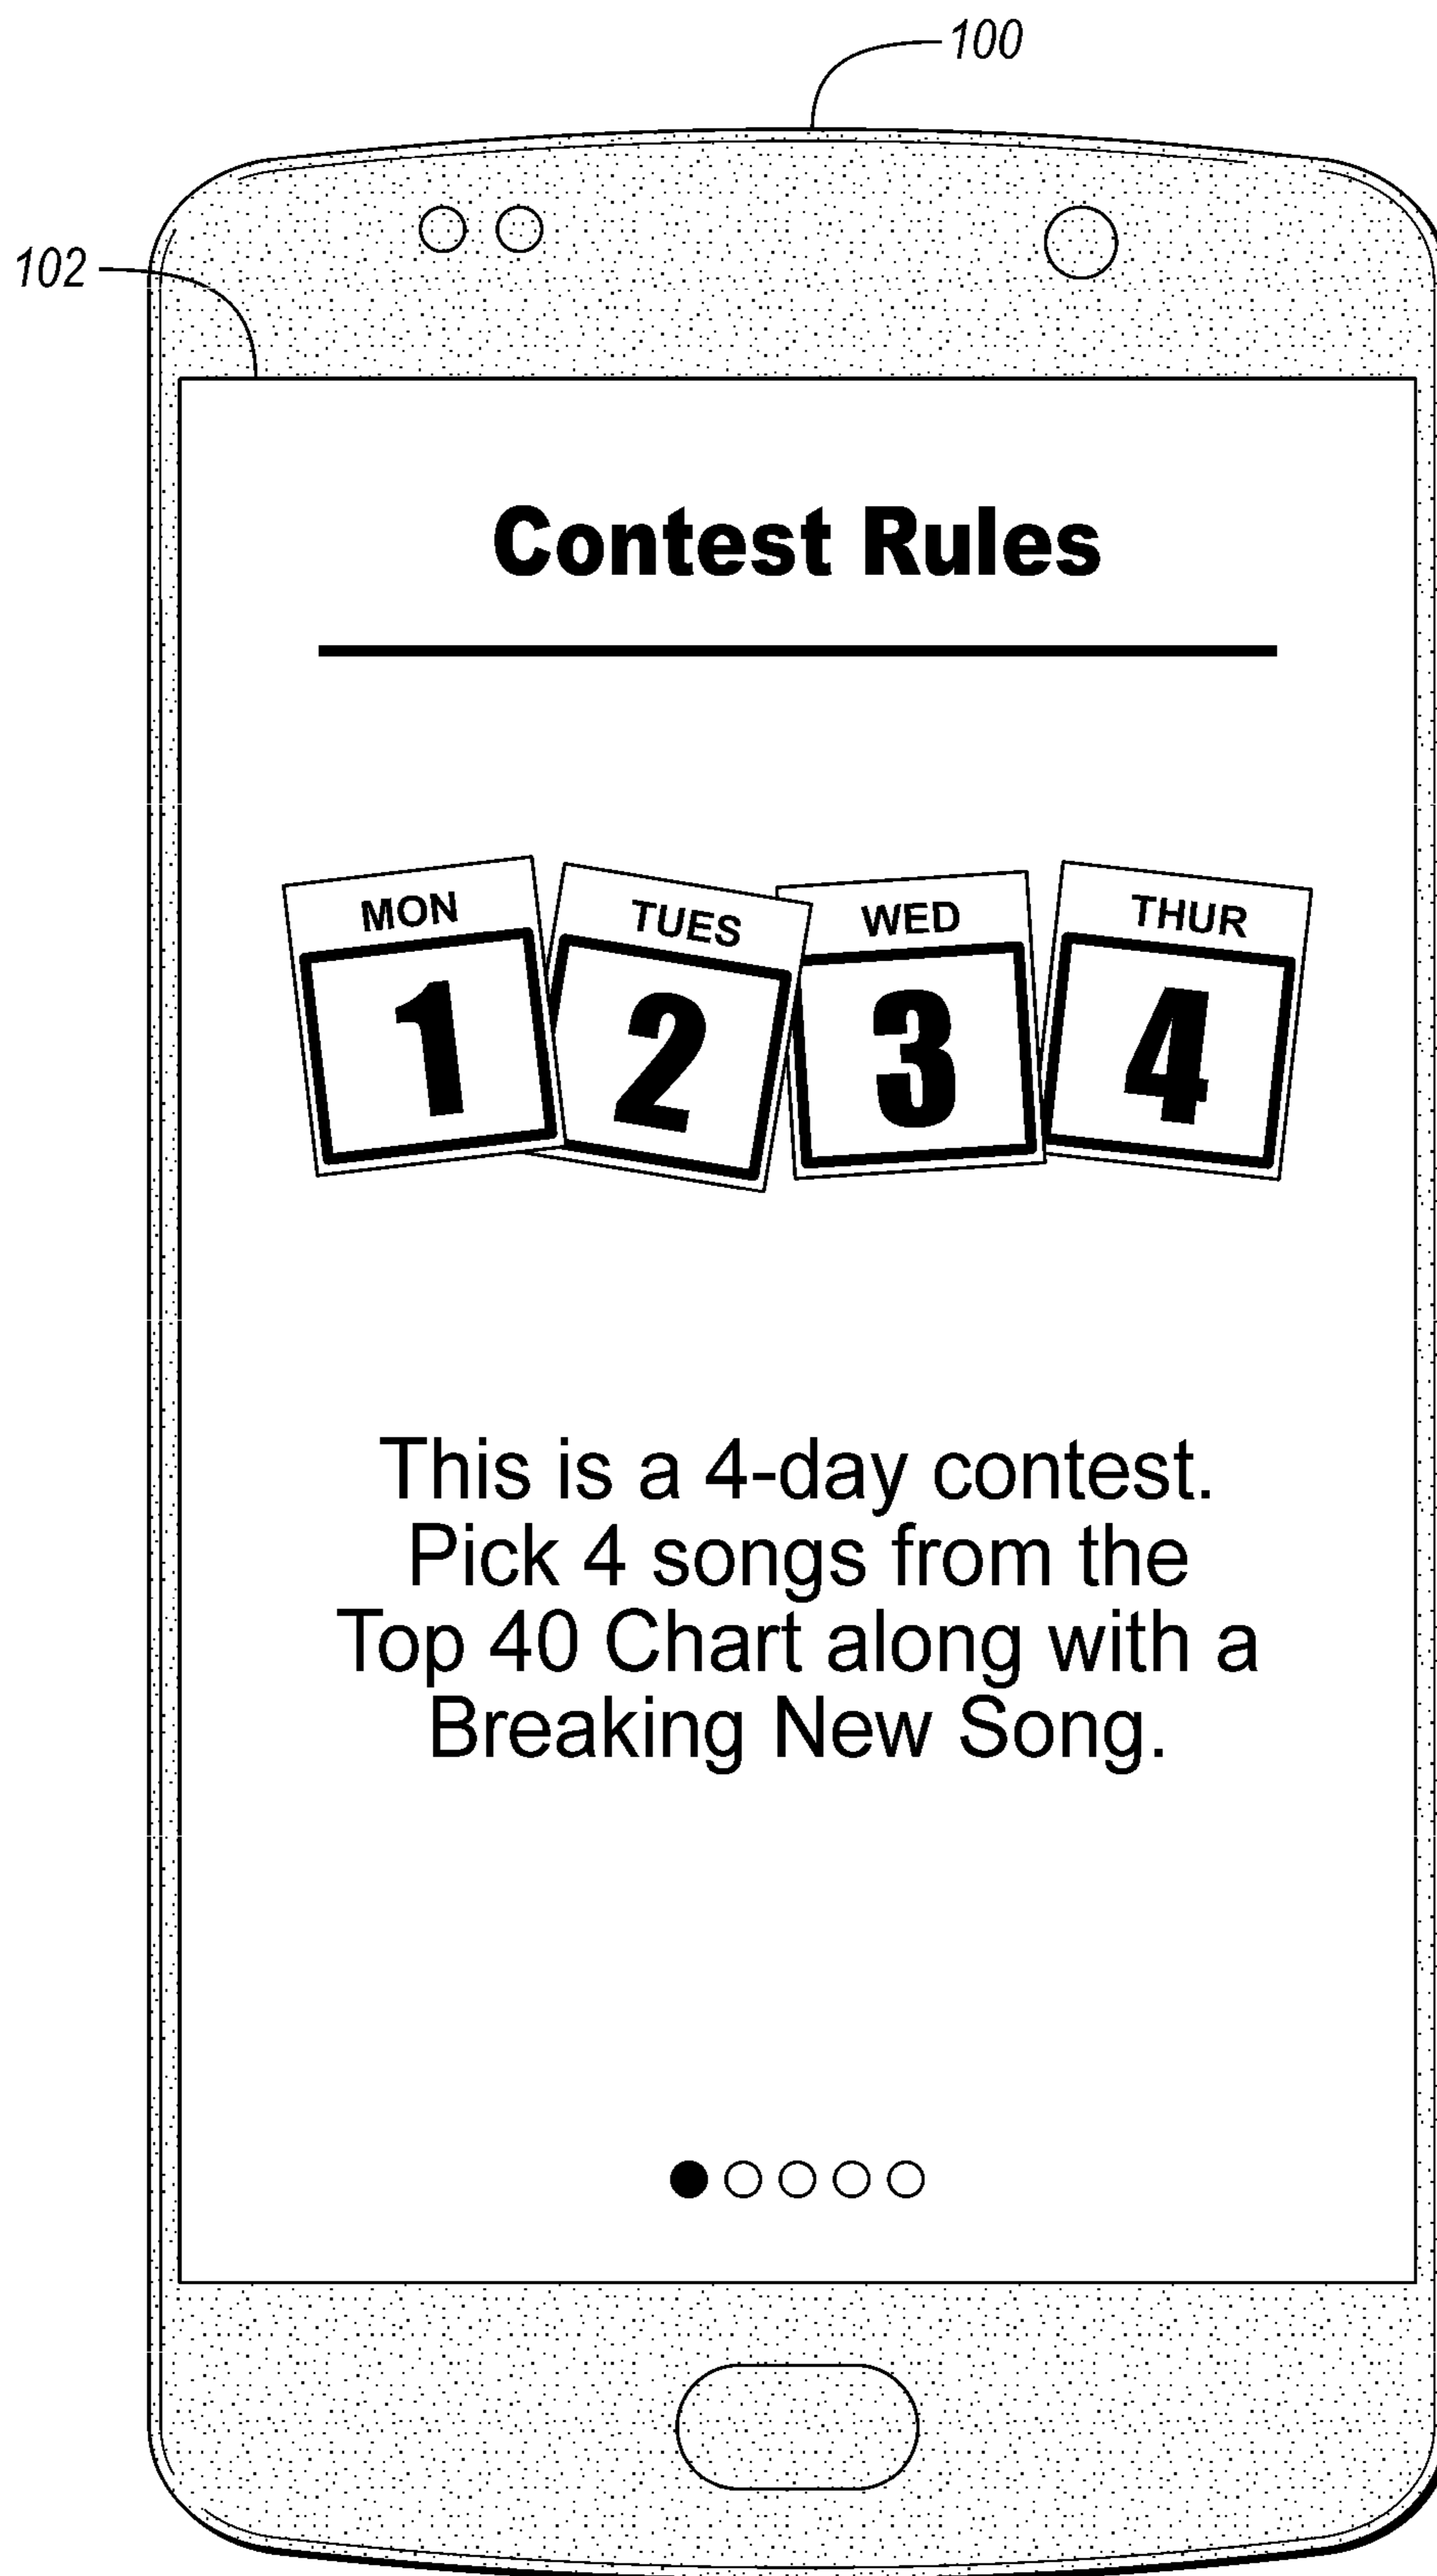 100
102
Contest Rules
MON TUES WED THUR
1 2 3 4
This is a 4-day contest.
Pick 4 songs from the
Top 40 Chart along with a
Breaking New Song.